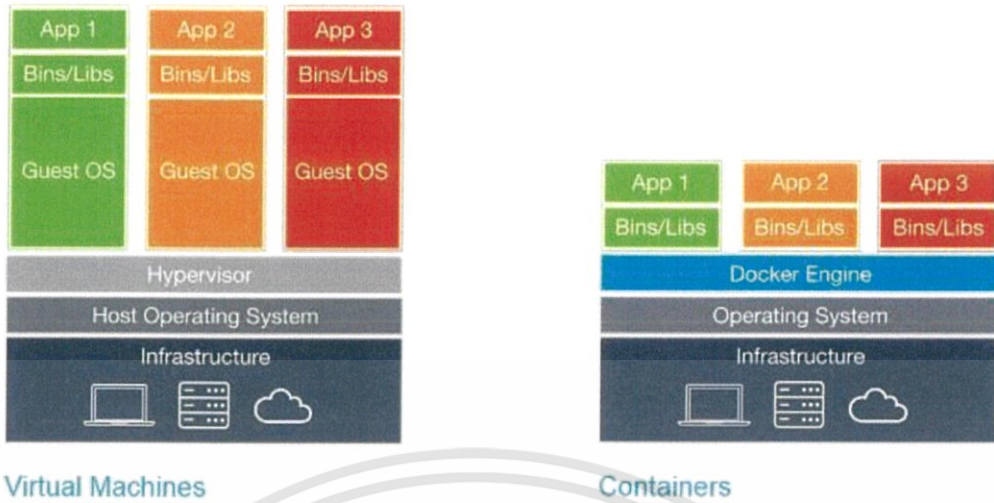 App 1 App 2 App 3
Bins/Libs Bins/Libs Bins/Libs
Guest OS Guest OS Guest OS
Hypervisor
Host Operating System
Infrastructure
Virtual Machines
App 1 App 2 App 3
Bins/Libs Bins/Libs Bins/Libs
Docker Engine
Operating System
Infrastructure
Containers